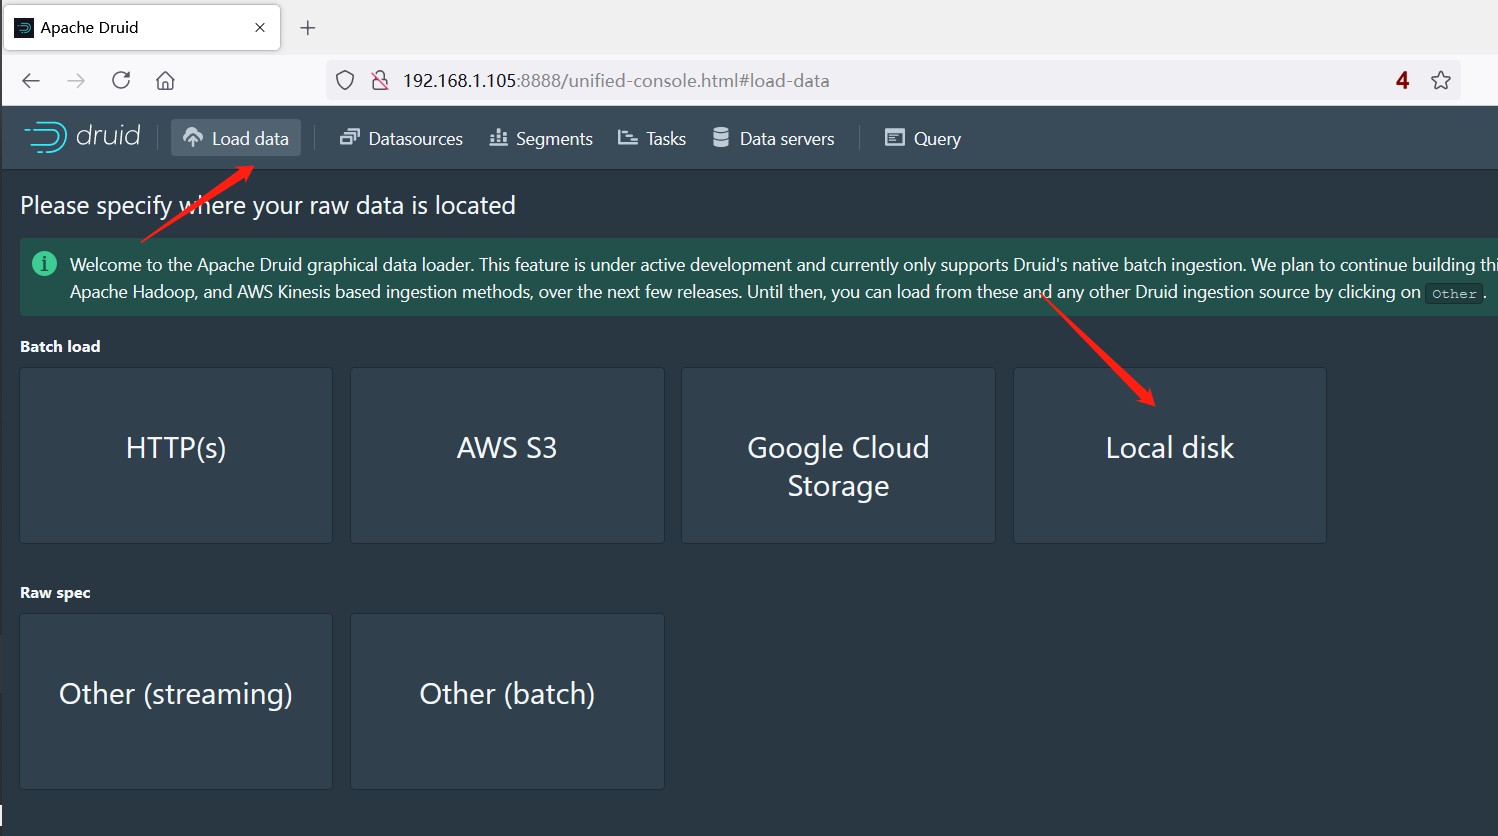 Apache Druid
192.168.1.105:8888/unified-console.html#load-data
4
druid
Load data
Datasources
Segments
Tasks
Data servers
Query
Please specify where your raw data is located
Welcome to the Apache Druid graphical data loader. This feature is under active development and currently only supports Druid's native batch ingestion. We plan to continue building
Apache Hadoop, and AWS Kinesis based ingestion methods, over the next few releases. Until then, you can load from these and any other Druid ingestion source by clicking on Other.
Batch load
HTTP(s)
AWS S3
Google Cloud
Storage
Local disk
Raw spec
Other (streaming)
Other (batch)